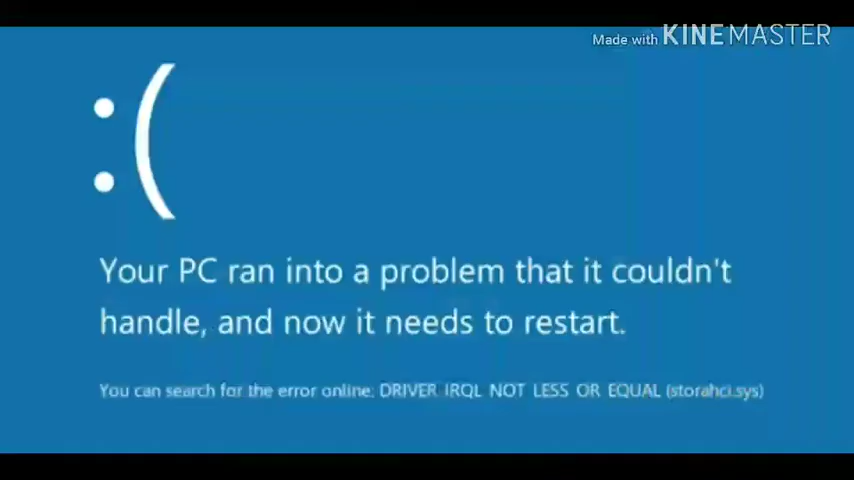 Made with KINEMASTER
:(
Your PC ran into a problem that it couldn't
handle, and now it needs to restart.
You can search for the error online: DRIVER IRQL NOT LESS OR EQUAL (storahci.sys)